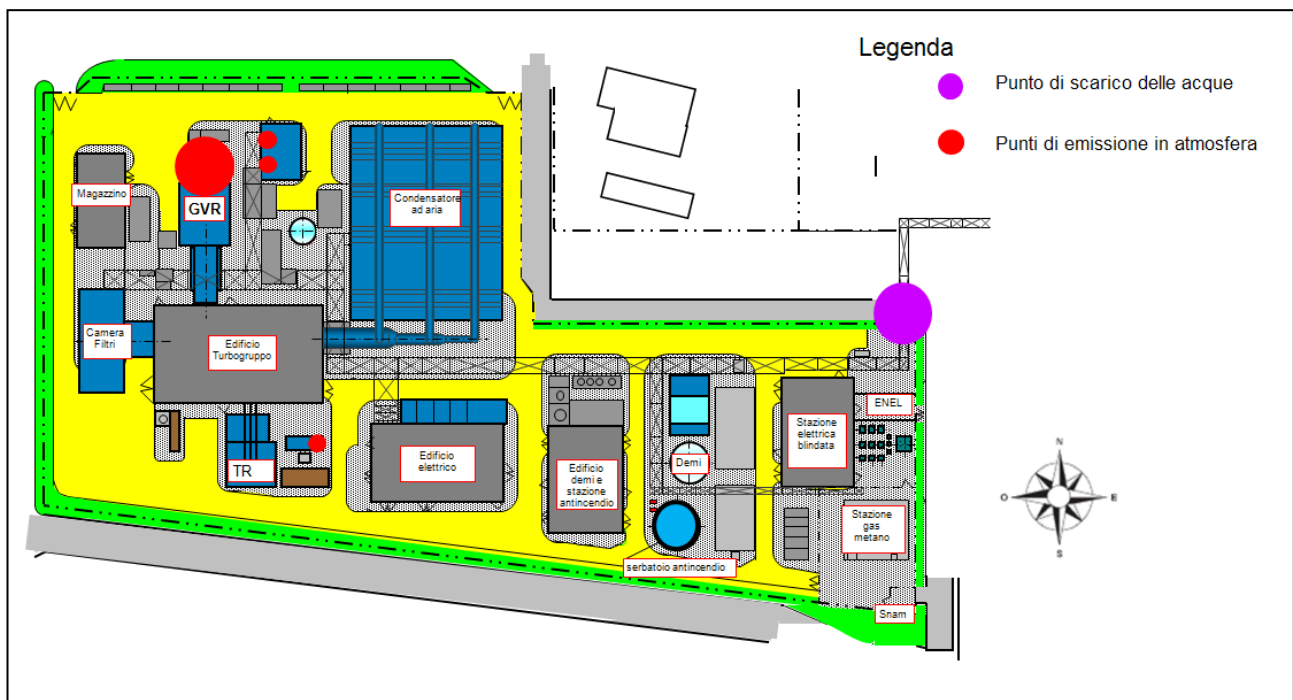 Legenda
Punto di scarico delle acque
Punti di emissione in atmosfera
Magazzino
GVR
Condensatore
ad aria
Camera
Filtri
Edificio
Turbogruppo
TR
Edificio
elettrico
Edificio
demi e
stazione
antincendio
Demi
serbatoio antincendio
Stazione
elettrica
blindata
ENEL
Stazione
gas
metano
Snam
N
O
E
S